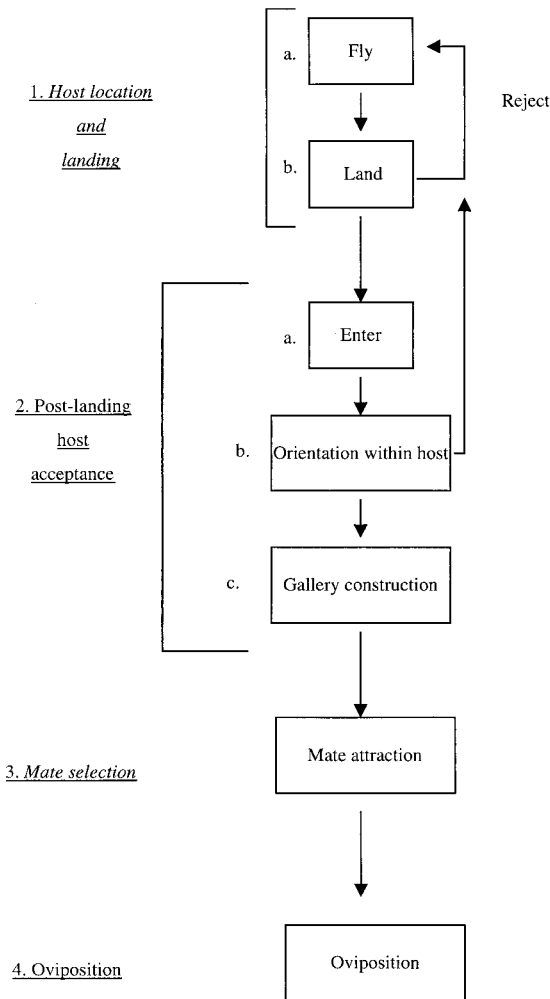 1. Host location
and
landing
a.
Fly
Reject
b.
Land
a.
Enter
2. Post-landing
host
acceptance
b.
Orientation within host
c.
Gallery construction
3. Mate selection
Mate attraction
4. Oviposition
Oviposition